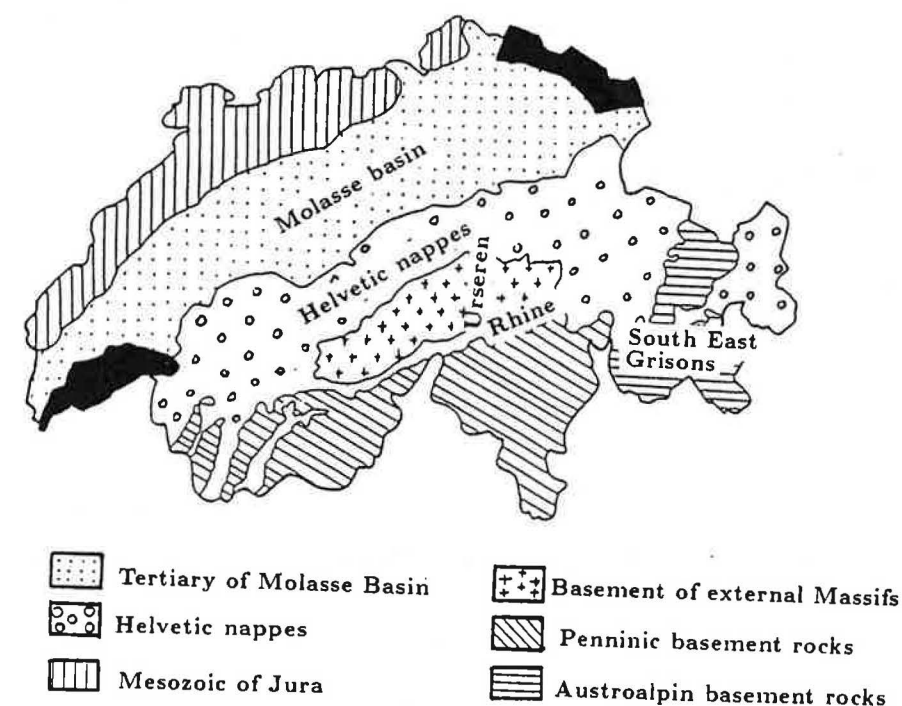 Molasse basin
Helvetic nappes
Urseren
Rhine
South East
Grisons
Tertiary of Molasse Basin
Helvetic nappes
Mesozoic of Jura
Basement of external Massifs
Penninic basement rocks
Austroalpin basement rocks